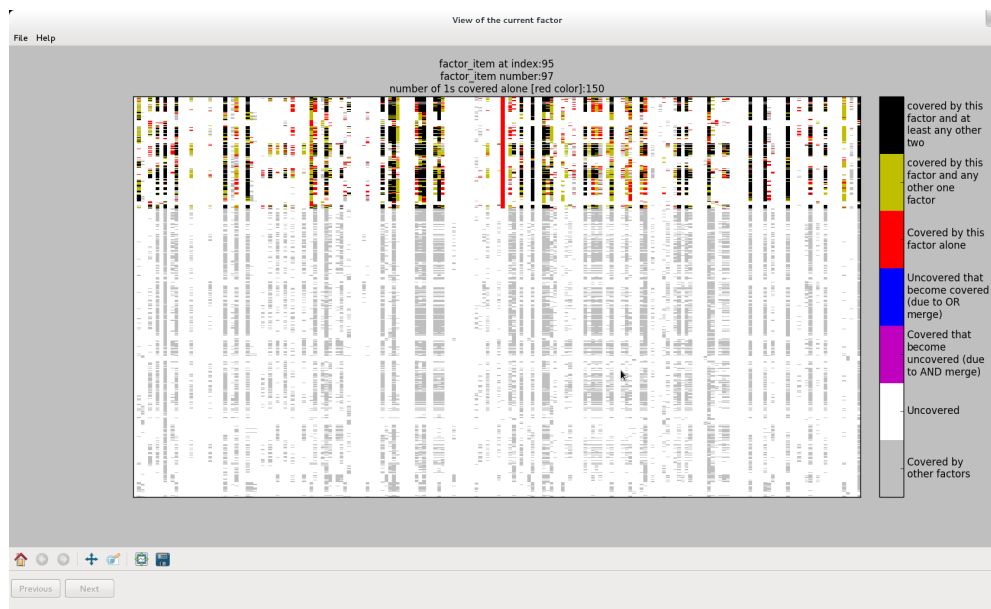 View of the current factor
File Help
factor_item at index:95
factor_item number:97
number of 1s covered alone [red color]:150
covered by this
factor and at
least any other
two
covered by this
factor and any
other one
factor
Covered by this
factor alone
Uncovered that
become covered
(due to OR
merge)
Covered that
become
uncovered (due
to AND merge)
Uncovered
Covered by
other factors
Previous Next